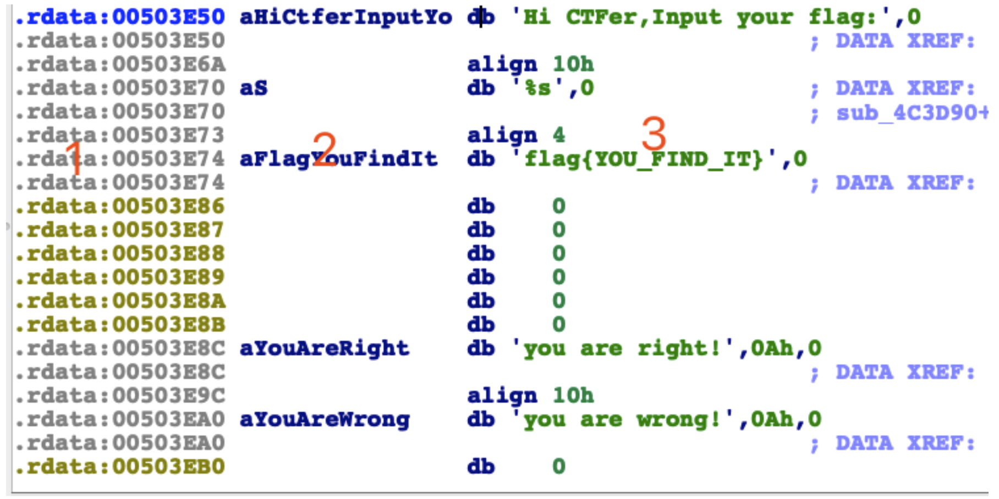 .rdata:00503E50 aHiCtferInputYo db 'Hi CTFer,Input your flag:',0
.rdata:00503E50 ; DATA XREF:
.rdata:00503E6A align 10h
.rdata:00503E70 aS db '%s',0 ; DATA XREF:
.rdata:00503E70 ; sub_4C3D90+
.rdata:00503E73 align 4
1 2 3
.rdata:00503E74 aFlagYouFindIt db 'flag{YOU_FIND_IT}',0
.rdata:00503E74 ; DATA XREF:
.rdata:00503E86 db 0
.rdata:00503E87 db 0
.rdata:00503E88 db 0
.rdata:00503E89 db 0
.rdata:00503E8A db 0
.rdata:00503E8B db 0
.rdata:00503E8C aYouAreRight db 'you are right!',0Ah,0
.rdata:00503E8C ; DATA XREF:
.rdata:00503E9C align 10h
.rdata:00503EA0 aYouAreWrong db 'you are wrong!',0Ah,0
.rdata:00503EA0 ; DATA XREF:
.rdata:00503EB0 db 0